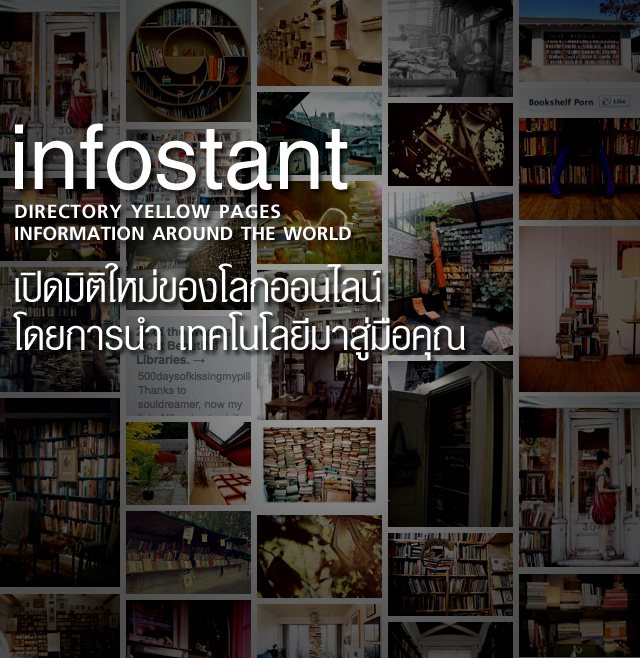 Bookshelf Porn Like
infostant
DIRECTORY YELLOW PAGES
INFORMATION AROUND THE WORLD
เปิดมิติใหม่ของโลกออนไลน์
โดยการนำ เทคโนโลยีมาสู่มือคุณ
Libraries. →
500daysofkissingmypill
Thanks to
souldreamer, now my